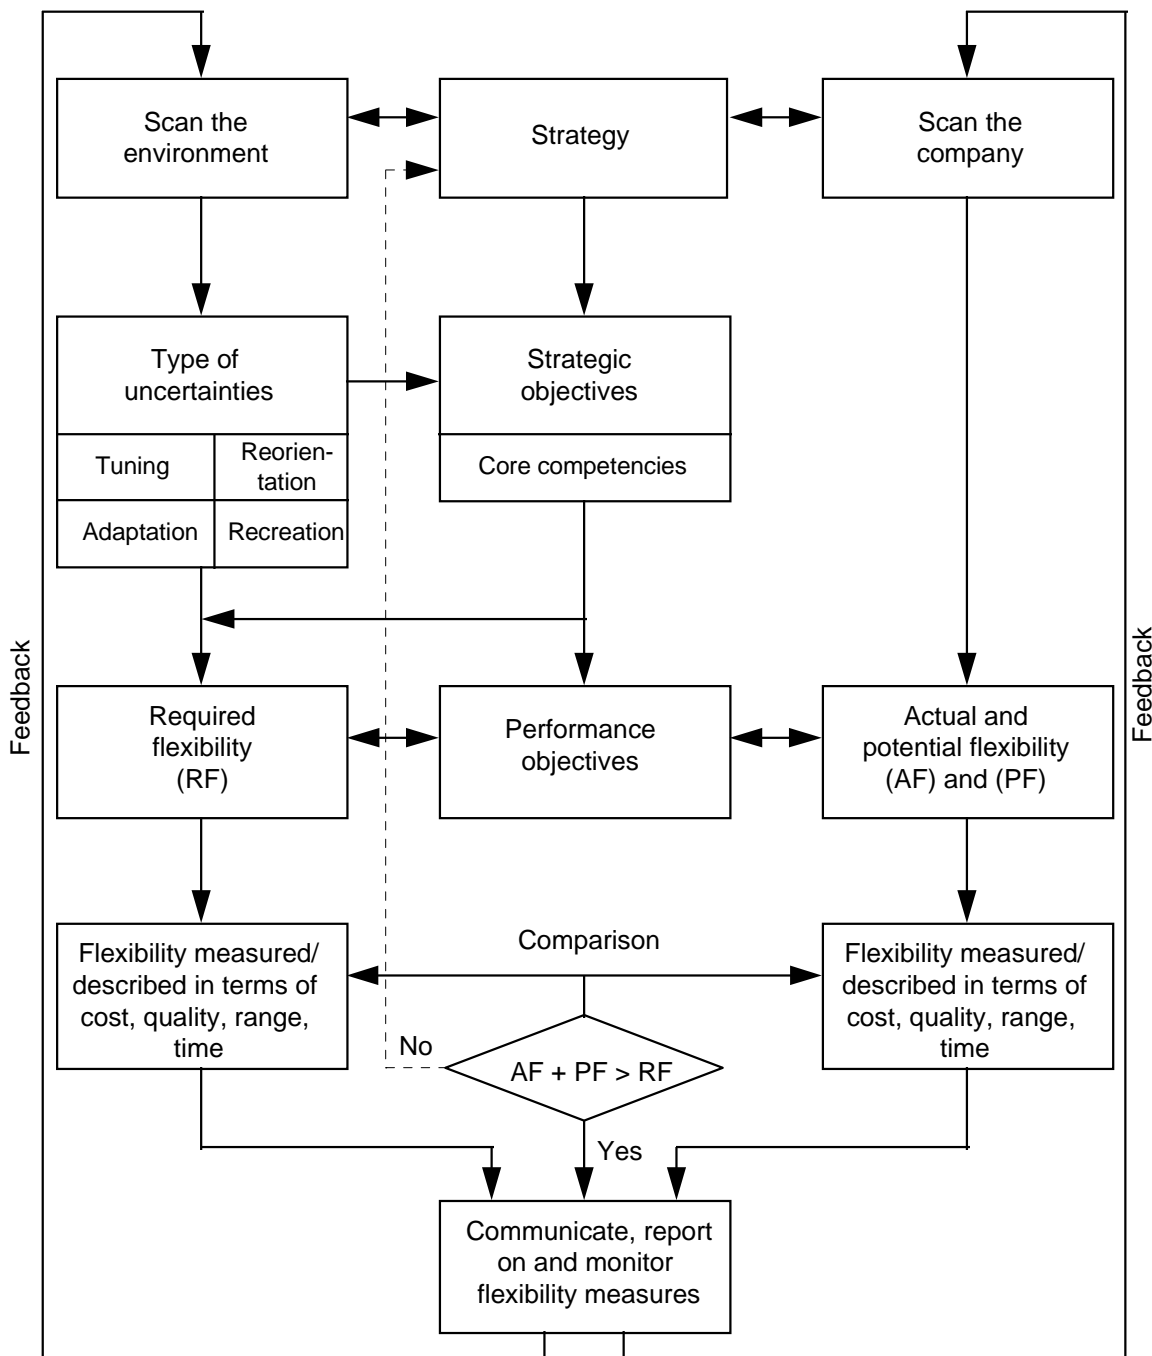 Scan the
environment
Strategy
Scan the
company
Type of
uncertainties
Strategic
objectives
Tuning
Reorien-
tation
Core competencies
Adaptation
Recreation
Feedback
Feedback
Required
flexibility
(RF)
Performance
objectives
Actual and
potential flexibility
(AF) and (PF)
Flexibility measured/
described in terms of
cost, quality, range,
time
Comparison
Flexibility measured/
described in terms of
cost, quality, range,
time
No
AF + PF > RF
Yes
Communicate, report
on and monitor
flexibility measures